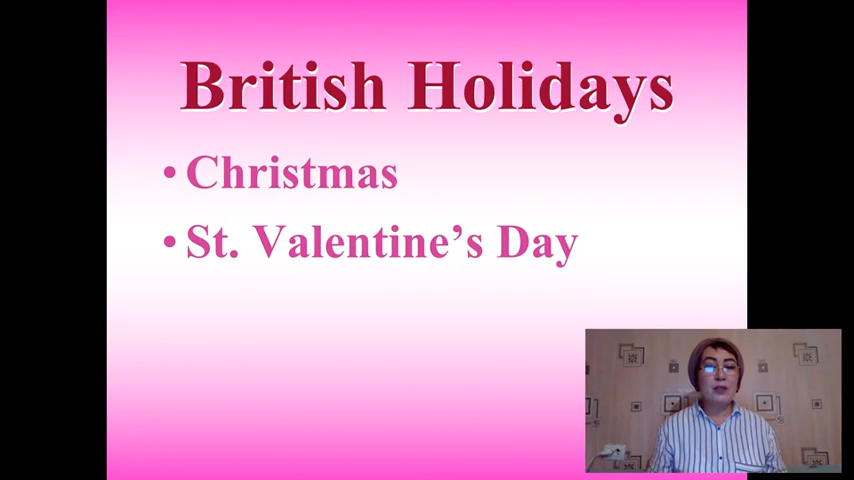 British Holidays
• Christmas
• St. Valentine’s Day